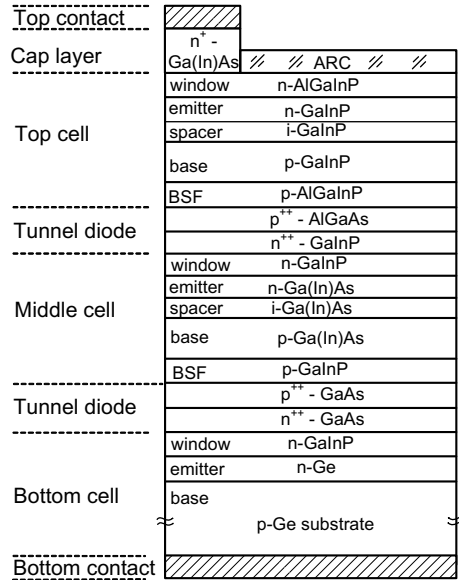 Top contact
n+ -
Cap layer Ga(In)As ARC
window n-AlGaInP
emitter n-GaInP
Top cell spacer i-GaInP
base p-GaInP
BSF p-AlGaInP
Tunnel diode p++ - AlGaAs
n++ - GaInP
window n-GaInP
emitter n-Ga(In)As
Middle cell spacer i-Ga(In)As
base p-Ga(In)As
BSF p-GaInP
Tunnel diode p++ - GaAs
n++ - GaAs
window n-GaInP
emitter n-Ge
Bottom cell base
p-Ge substrate
Bottom contact